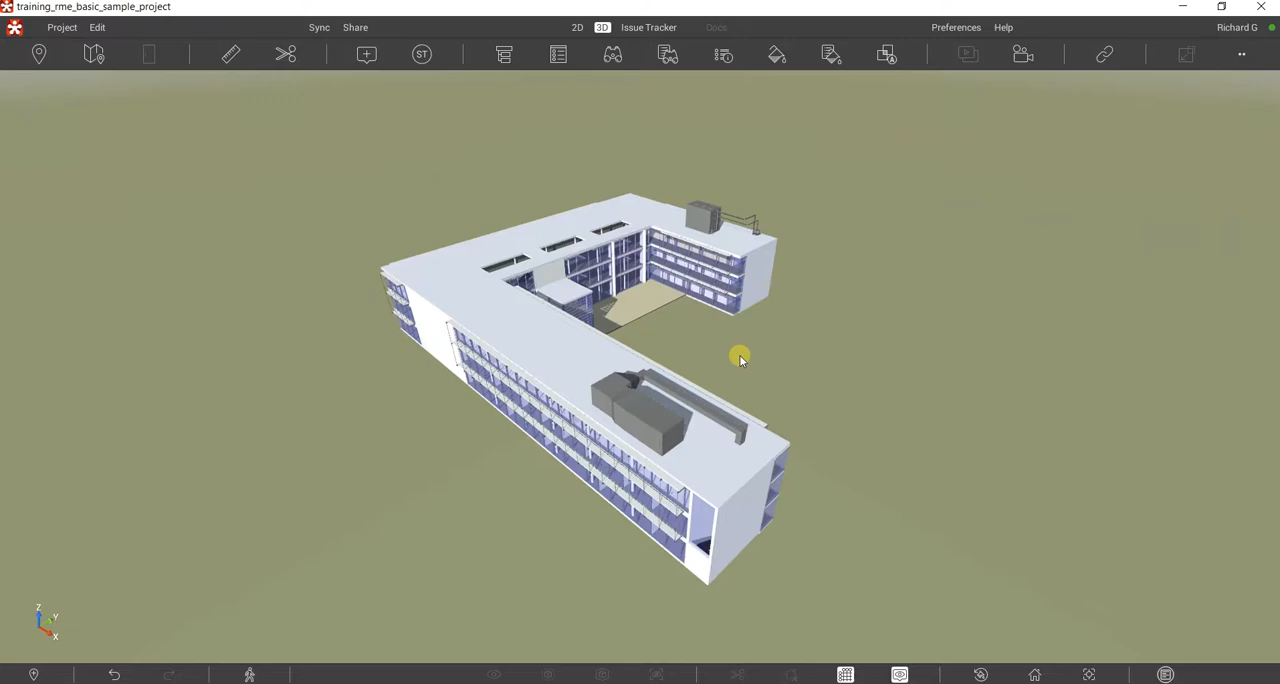 training_rme_basic_sample_project
Project Edit Sync Share 2D 3D Issue Tracker Docs Preferences Help Richard G
ST
A
Z
Y
X